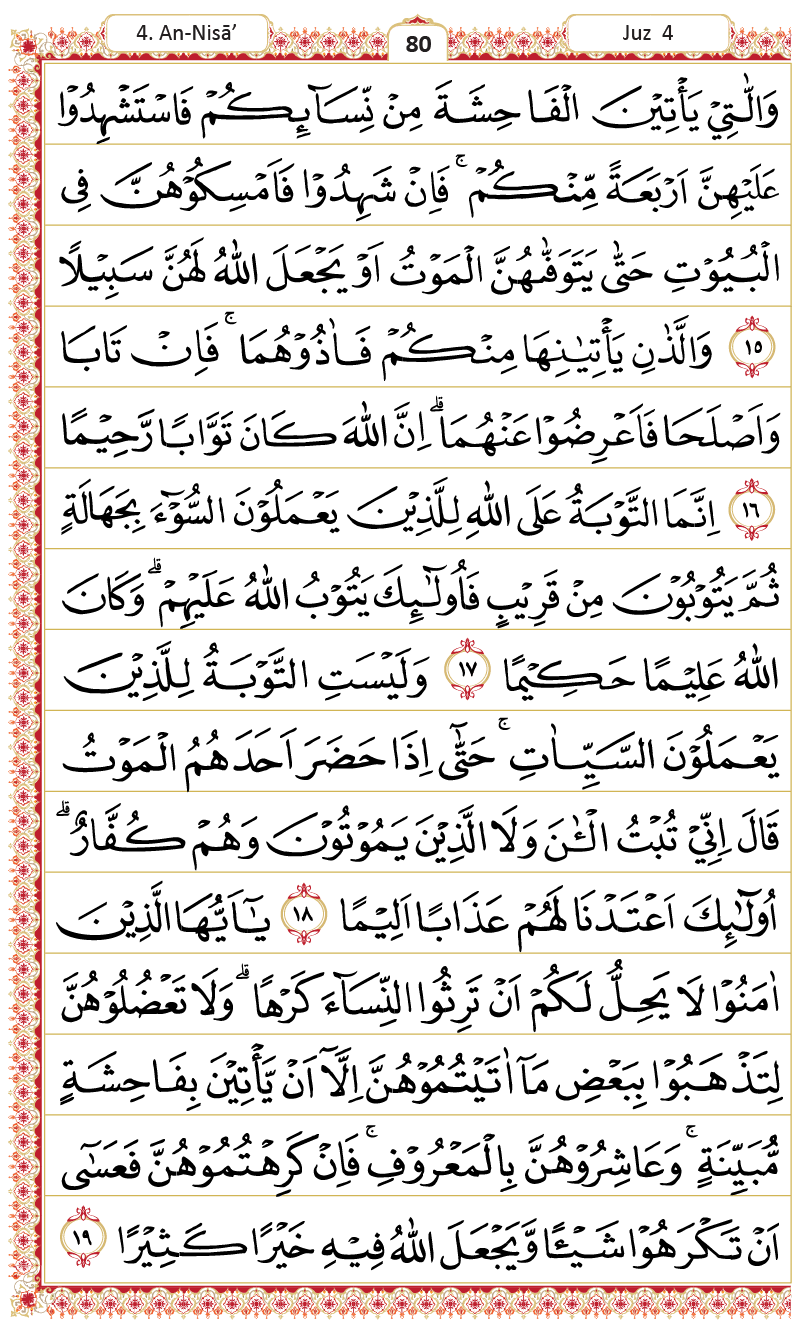 4. An-Nisā’
80
Juz 4
وَالّٰتِيْ يَأْتِيْنَ الْفَاحِشَةَ مِنْ نِّسَاۤىِٕكُمْ فَاسْتَشْهِدُوْا
عَلَيْهِنَّ اَرْبَعَةً مِّنْكُمْ ۚ فَاِنْ شَهِدُوْا فَاَمْسِكُوْهُنَّ فِى
الْبُيُوْتِ حَتّٰى يَتَوَفّٰىهُنَّ الْمَوْتُ اَوْ يَجْعَلَ اللّٰهُ لَهُنَّ سَبِيْلًا
١٥ وَالَّذٰنِ يَأْتِيٰنِهَا مِنْكُمْ فَاٰذُوْهُمَا ۚ فَاِنْ تَابَا
وَاَصْلَحَا فَاَعْرِضُوْا عَنْهُمَا ۗ اِنَّ اللّٰهَ كَانَ تَوَّابًا رَّحِيْمًا
١٦ اِنَّمَا التَّوْبَةُ عَلَى اللّٰهِ لِلَّذِيْنَ يَعْمَلُوْنَ السُّوْۤءَ بِجَهَالَةٍ
ثُمَّ يَتُوْبُوْنَ مِنْ قَرِيْبٍ فَاُولٰۤىِٕكَ يَتُوْبُ اللّٰهُ عَلَيْهِمْ ۗ وَكَانَ
اللّٰهُ عَلِيْمًا حَكِيْمًا ١٧ وَلَيْسَتِ التَّوْبَةُ لِلَّذِيْنَ
يَعْمَلُوْنَ السَّيِّاٰتِ ۚ حَتّٰىٓ اِذَا حَضَرَ اَحَدَهُمُ الْمَوْتُ
قَالَ اِنِّيْ تُبْتُ الْـٰٔنَ وَلَا الَّذِيْنَ يَمُوْتُوْنَ وَهُمْ كُفَّارٌ ۗ
اُولٰۤىِٕكَ اَعْتَدْنَا لَهُمْ عَذَابًا اَلِيْمًا ١٨ يٰٓاَيُّهَا الَّذِيْنَ
اٰمَنُوْا لَا يَحِلُّ لَكُمْ اَنْ تَرِثُوا النِّسَاۤءَ كَرْهًا ۗ وَلَا تَعْضُلُوْهُنَّ
لِتَذْهَبُوْا بِبَعْضِ مَآ اٰتَيْتُمُوْهُنَّ اِلَّآ اَنْ يَّأْتِيْنَ بِفَاحِشَةٍ
مُّبَيِّنَةٍ ۚ وَعَاشِرُوْهُنَّ بِالْمَعْرُوْفِ ۚ فَاِنْ كَرِهْتُمُوْهُنَّ فَعَسٰٓى
اَنْ تَكْرَهُوْا شَيْـًٔا وَّيَجْعَلَ اللّٰهُ فِيْهِ خَيْرًا كَثِيْرًا ١٩